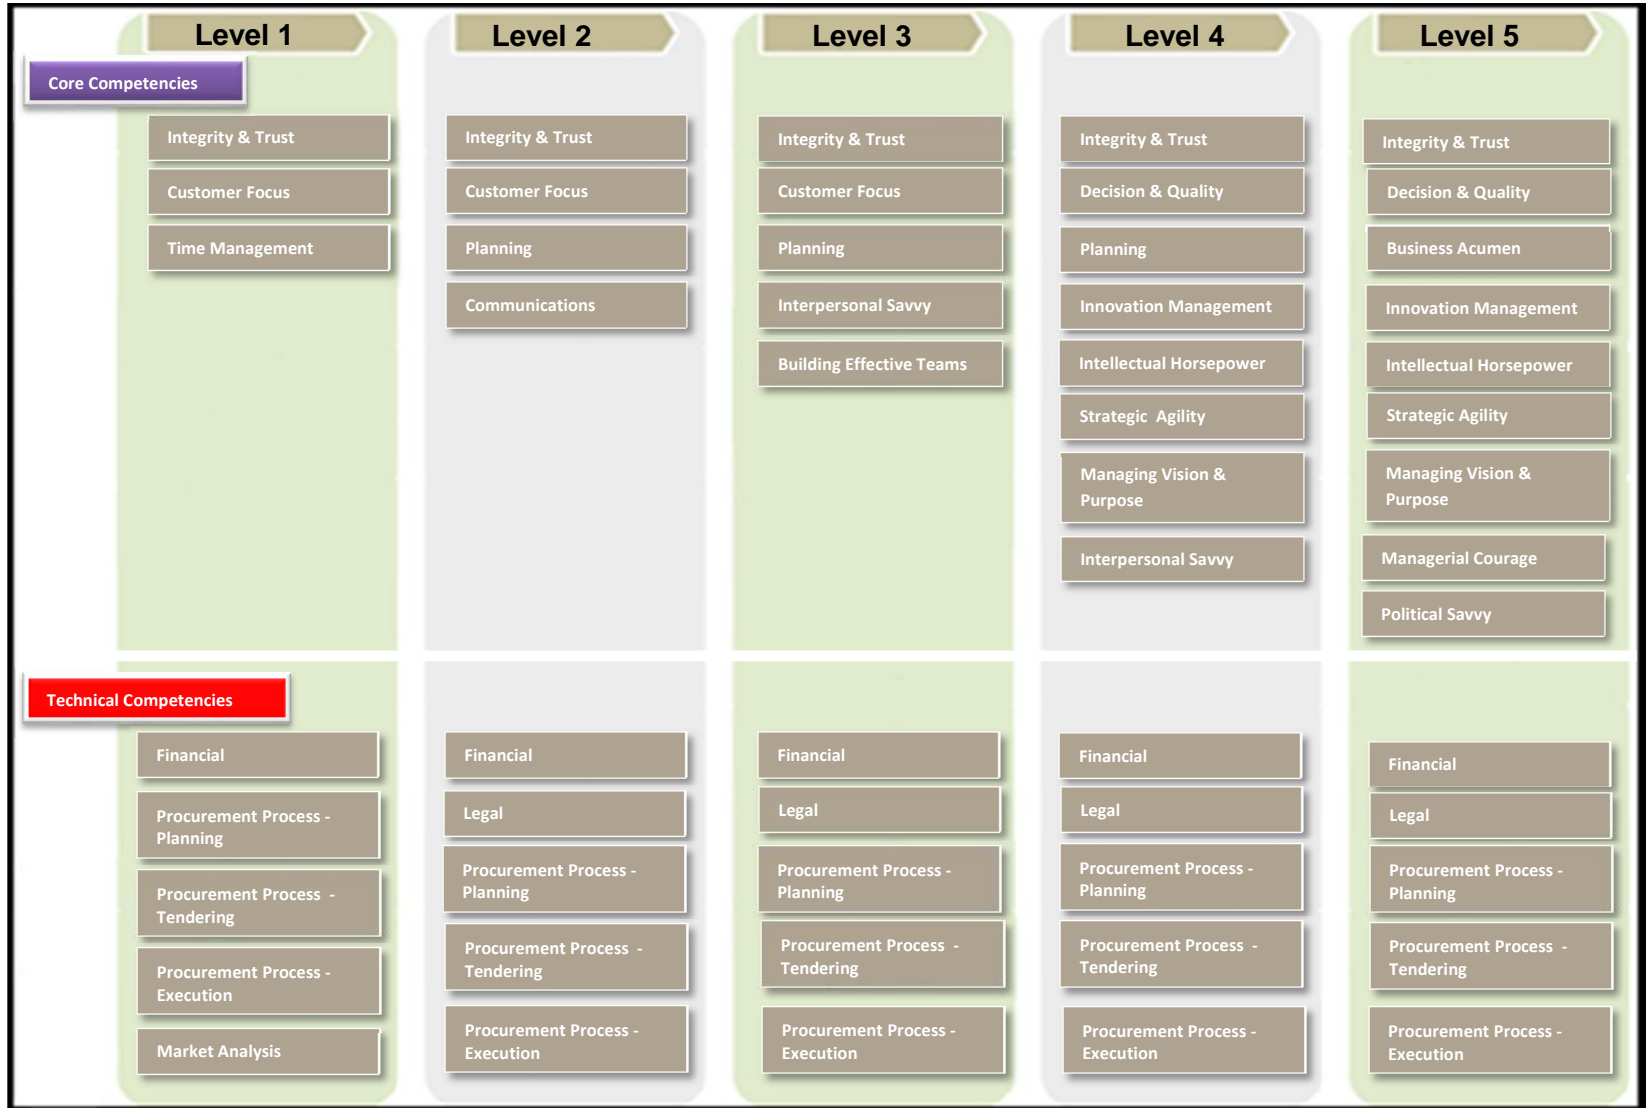 Level 1
Level 2
Level 3
Level 4
Level 5
Core Competencies
Integrity & Trust
Customer Focus
Time Management
Integrity & Trust
Customer Focus
Planning
Communications
Integrity & Trust
Customer Focus
Planning
Interpersonal Savvy
Building Effective Teams
Integrity & Trust
Decision & Quality
Planning
Innovation Management
Intellectual Horsepower
Strategic Agility
Managing Vision &
Purpose
Interpersonal Savvy
Integrity & Trust
Decision & Quality
Business Acumen
Innovation Management
Intellectual Horsepower
Strategic Agility
Managing Vision &
Purpose
Managerial Courage
Political Savvy
Technical Competencies
Financial
Procurement Process -
Planning
Procurement Process -
Tendering
Procurement Process -
Execution
Market Analysis
Financial
Legal
Procurement Process -
Planning
Procurement Process -
Tendering
Procurement Process -
Execution
Financial
Legal
Procurement Process -
Planning
Procurement Process -
Tendering
Procurement Process -
Execution
Financial
Legal
Procurement Process -
Planning
Procurement Process -
Tendering
Procurement Process -
Execution
Financial
Legal
Procurement Process -
Planning
Procurement Process -
Tendering
Procurement Process -
Execution